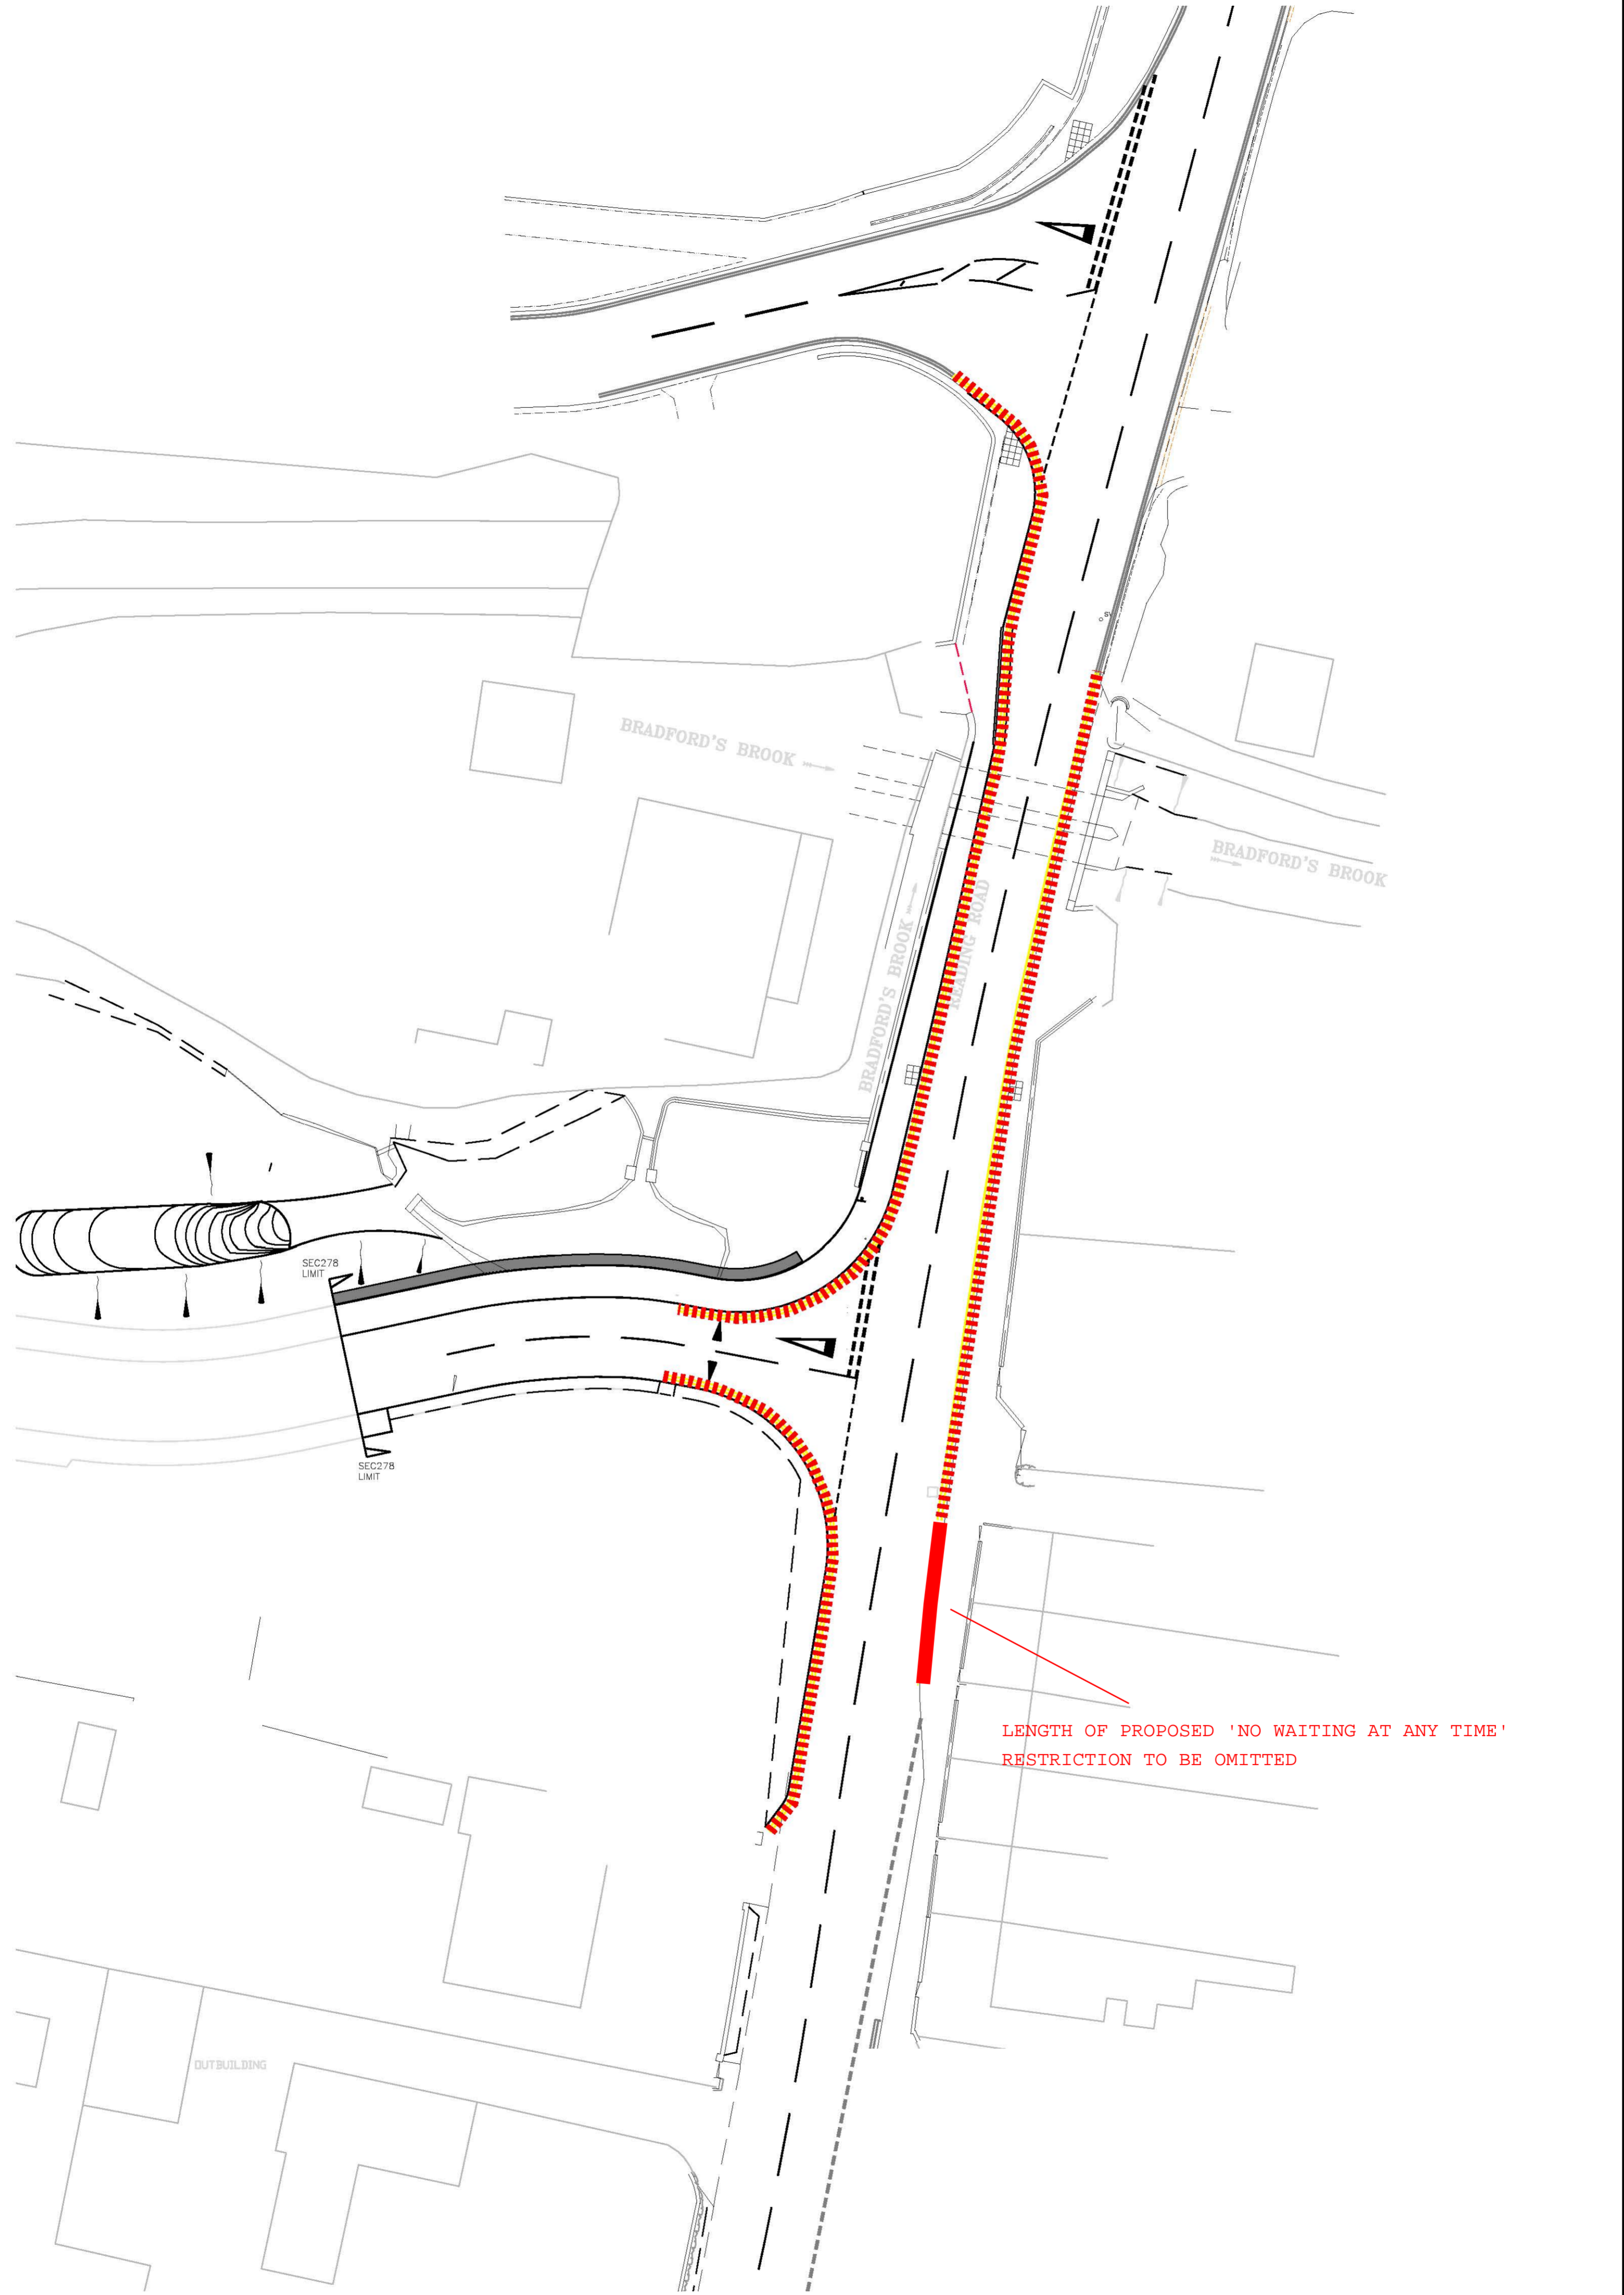 BRADFORD'S BROOK
BRADFORD'S BROOK
READING ROAD
BRADFORD'S BROOK
SEC278
LIMIT
SEC278
LIMIT
LENGTH OF PROPOSED 'NO WAITING AT ANY TIME'
RESTRICTION TO BE OMITTED
OUTBUILDING